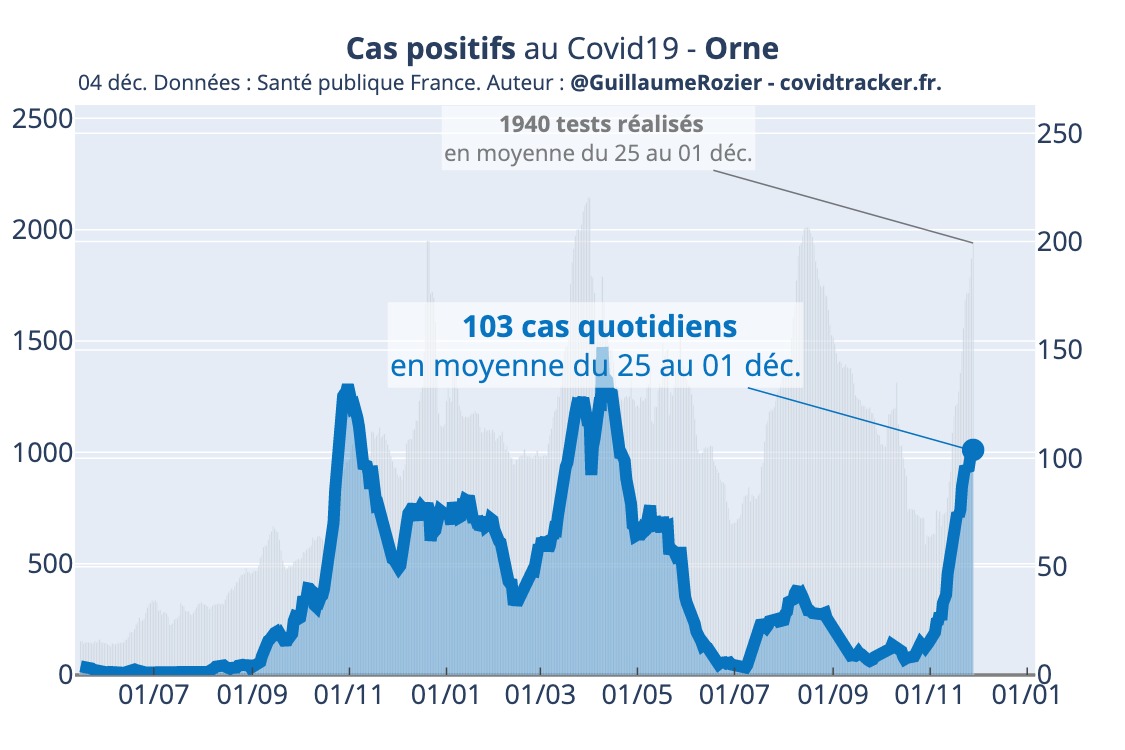 Cas positifs au Covid19 - Orne
04 déc. Données : Santé publique France. Auteur : @GuillaumeRozier - covidtracker.fr.
2500
2000
1500
1000
500
0
1940 tests réalisés
en moyenne du 25 au 01 déc.
103 cas quotidiens
en moyenne du 25 au 01 déc.
250
200
150
100
50
0
01/07 01/09 01/11 01/01 01/03 01/05 01/07 01/09 01/11 01/01